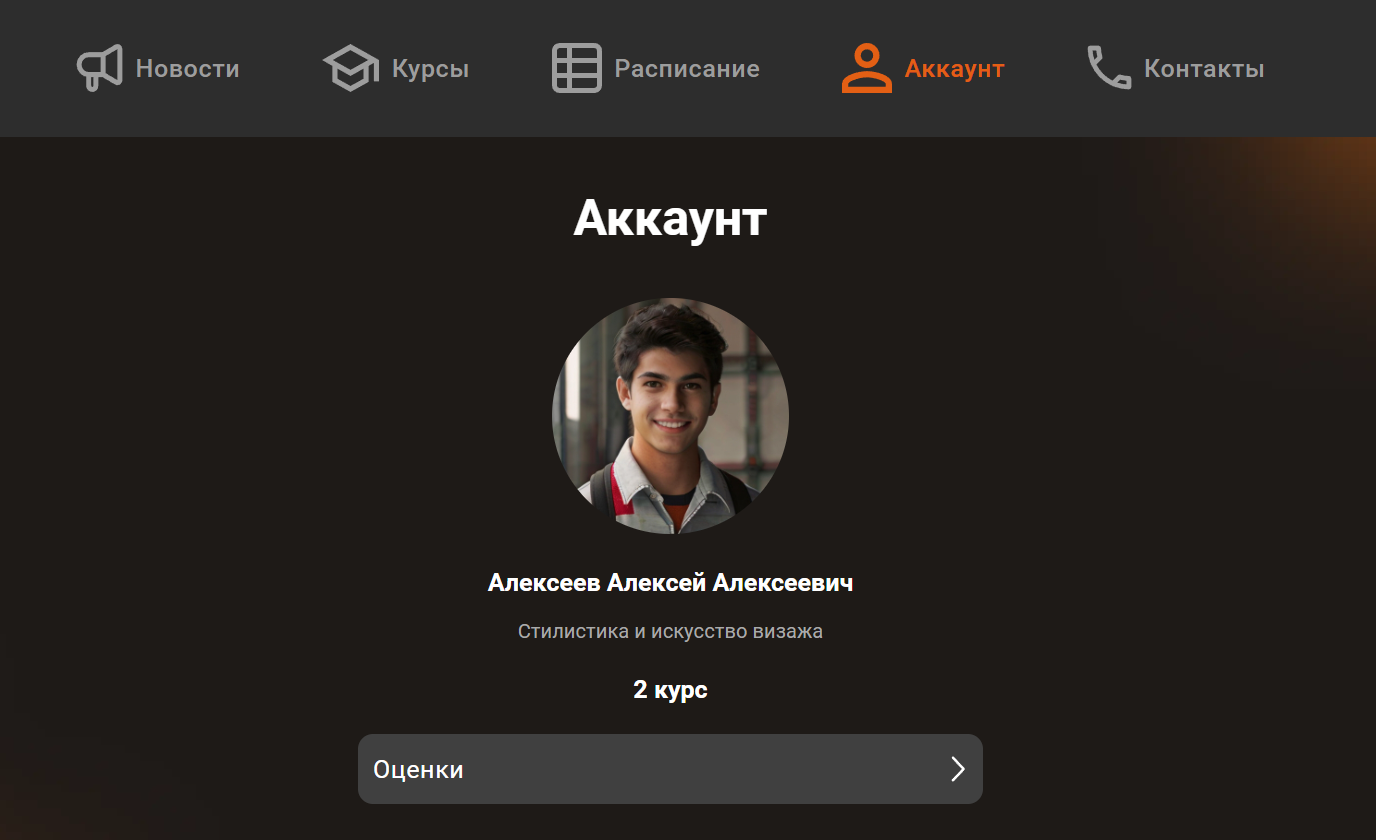 Новости Курсы Расписание Аккаунт Контакты
Аккаунт
Алексеев Алексей Алексеевич
Стилистика и искусство визажа
2 курс
Оценки